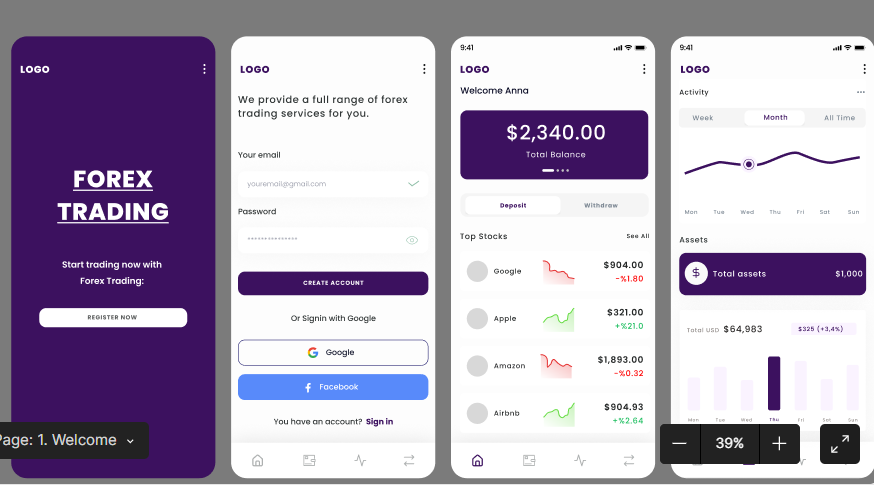 LOGO
FOREX
TRADING
Start trading now with
Forex Trading:
REGISTER NOW
LOGO
We provide a full range of forex
trading services for you.
Your email
youremail@gmail.com
Password
***************
CREATE ACCOUNT
Or Signin with Google
Google
Facebook
You have an account? Sign in
9:41
LOGO
Welcome Anna
$2,340.00
Total Balance
Deposit
Withdrew
Top Stocks
See All
Google
$904.00
-%1.80
Apple
$321.00
+%21.0
Amazon
$1,893.00
-%0.32
Airbnb
$904.93
+%2.64
9:41
LOGO
Activity
Week
Month
All Time
Mon Tue Wed Thu Fri Sat Sun
Assets
$
Total assets
$1,000
Total USD $64,983
$325 (+3,4%)
Mon Tue Wed Thu Fri Sat Sun
Page: 1. Welcome
39%